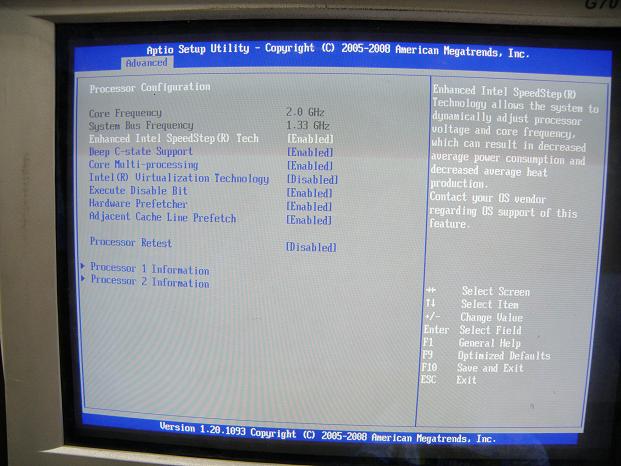 G70
Aptio Setup Utility - Copyright (C) 2005-2008 American Megatrends, Inc.
Advanced
Processor Configuration
Core Frequency 2.0 GHz
System Bus Frequency 1.33 GHz
Enhanced Intel SpeedStep(R) Tech [Enabled]
Deep C-state Support [Enabled]
Core Multi-processing [Enabled]
Intel(R) Virtualization Technology [Disabled]
Execute Disable Bit [Enabled]
Hardware Prefetcher [Enabled]
Adjacent Cache Line Prefetch [Enabled]
Processor Retest [Disabled]
Processor 1 Information
Processor 2 Information
Enhanced Intel SpeedStep(R)
Technology allows the system to
dynamically adjust processor
voltage and core frequency,
which can result in decreased
average power consumption and
decreased average heat
production.
Contact your OS vendor
regarding OS support of this
feature.
→← Select Screen
↑↓ Select Item
+/- Change Value
Enter Select Field
F1 General Help
F9 Optimized Defaults
F10 Save and Exit
ESC Exit
Version 1.20.1093 Copyright (C) 2005-2008 American Megatrends, Inc.